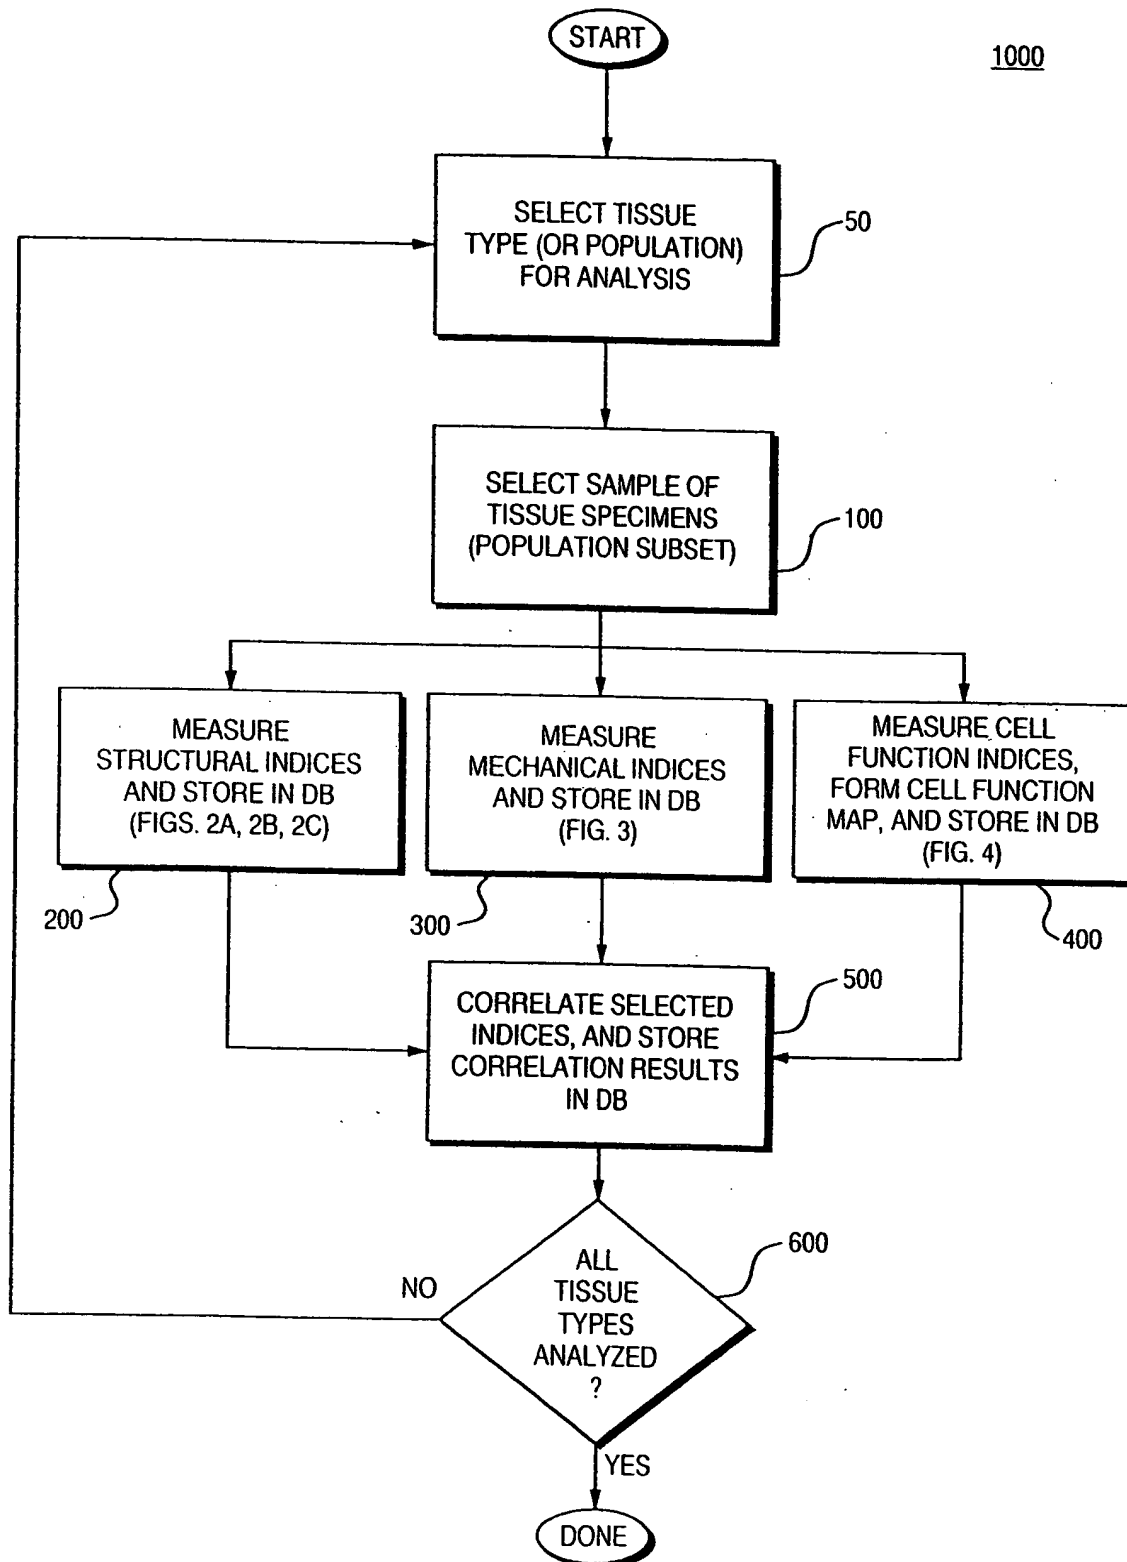 START
1000
SELECT TISSUE
TYPE (OR POPULATION)
FOR ANALYSIS
50
SELECT SAMPLE OF
TISSUE SPECIMENS
(POPULATION SUBSET)
100
MEASURE
STRUCTURAL INDICES
AND STORE IN DB
(FIGS. 2A, 2B, 2C)
200
MEASURE
MECHANICAL INDICES
AND STORE IN DB
(FIG. 3)
300
MEASURE CELL
FUNCTION INDICES,
FORM CELL FUNCTION
MAP, AND STORE IN DB
(FIG. 4)
400
CORRELATE SELECTED
INDICES, AND STORE
CORRELATION RESULTS
IN DB
500
ALL
TISSUE
TYPES
ANALYZED
?
600
NO
YES
DONE